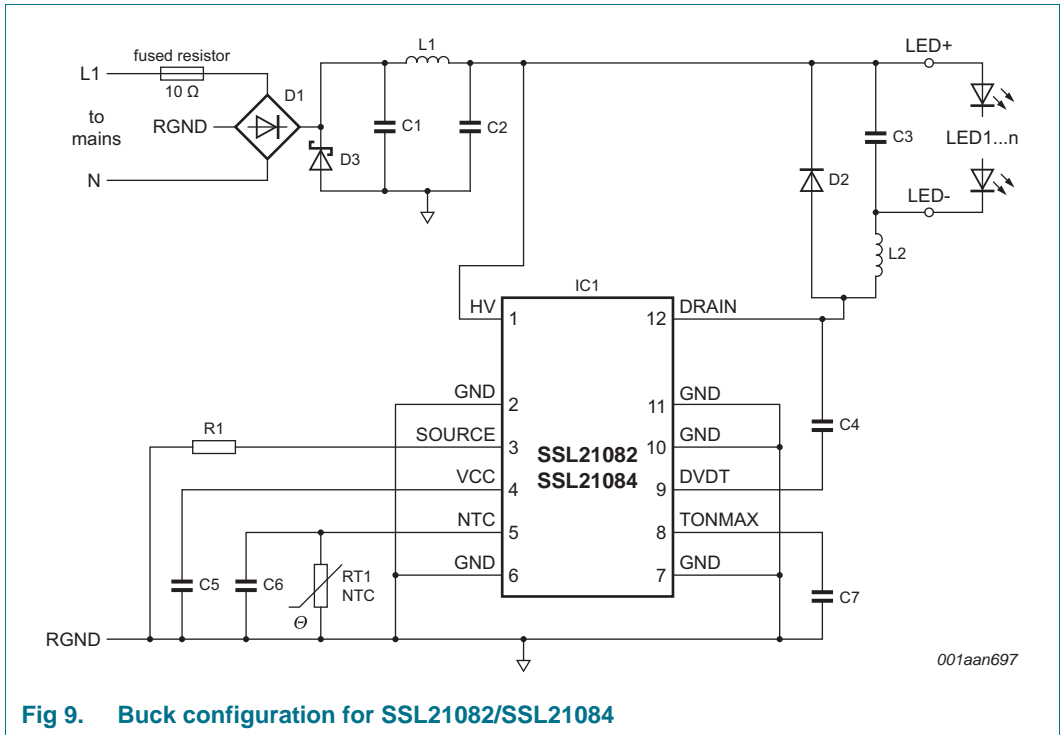 L1
fused resistor
10 Ω
D1
to
mains
RGND
N
D3
C1
L1
C2
LED+
C3
LED1...n
D2
LED-
L2
IC1
HV
1
12
DRAIN
GND
2
11
GND
R1
SOURCE
3
10
GND
SSL21082
SSL21084
C4
VCC
4
9
DVDT
NTC
5
8
TONMAX
GND
6
7
GND
C5
C6
RT1
NTC
Θ
C7
RGND
001aan697
Fig 9. Buck configuration for SSL21082/SSL21084